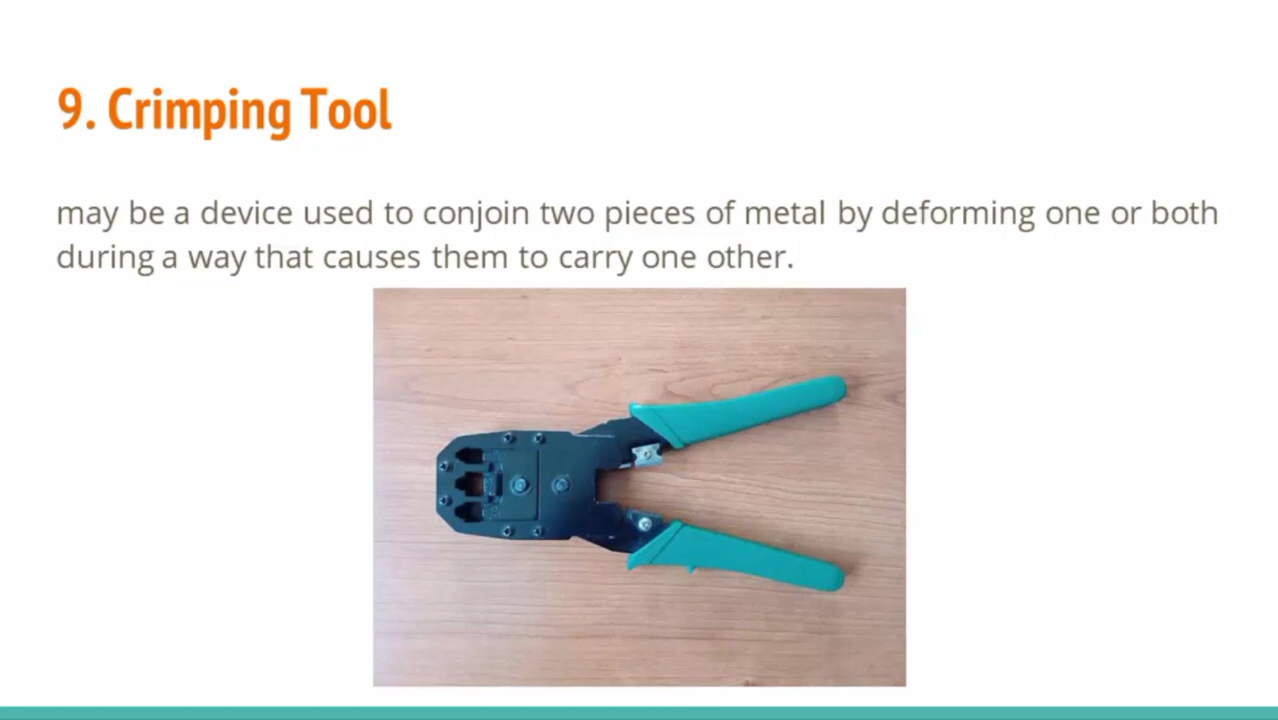 9. Crimping Tool
may be a device used to conjoin two pieces of metal by deforming one or both
during a way that causes them to carry one other.